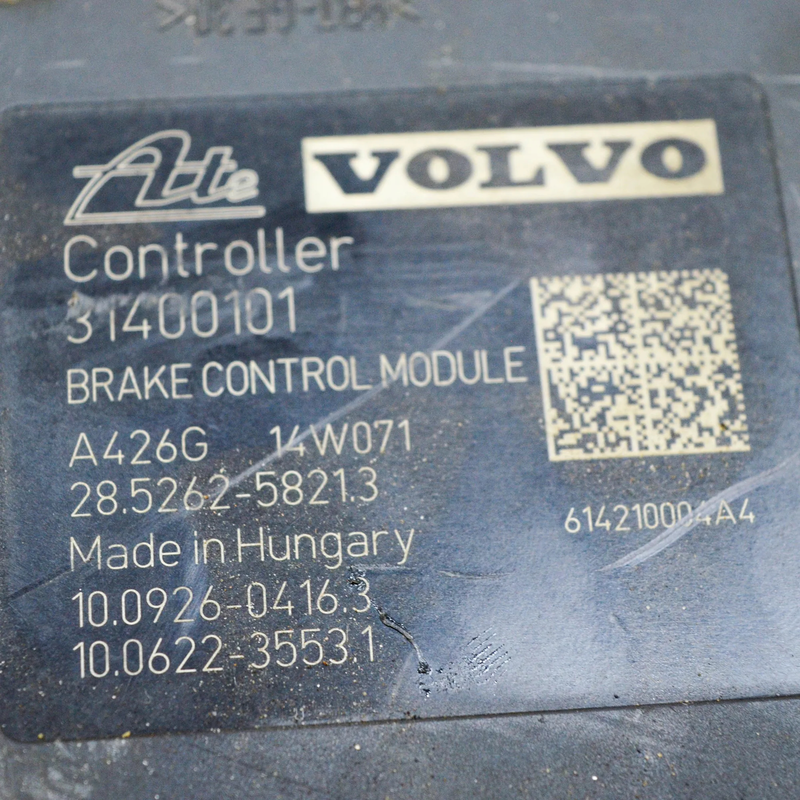 Ate VOLVO
Controller
31400101
BRAKE CONTROL MODULE
A426G 14W071
28.5262-5821.3
614210004A4
Made in Hungary
10.0926-0416.3
10.0622-3553.1